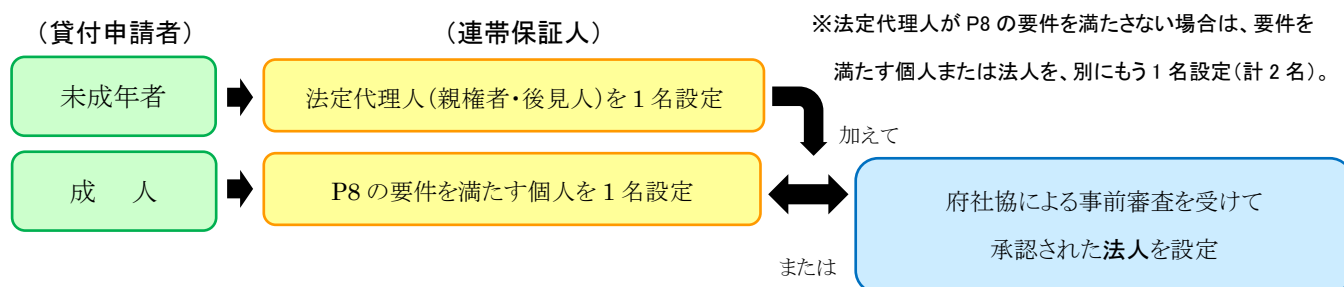 （貸付申請者）
（連帯保証人）
※法定代理人が P8 の要件を満たさない場合は、要件を
満たす個人または法人を、別にもう 1 名設定（計 2 名）。
未成年者
法定代理人（親権者・後見人）を 1 名設定
加えて
成　人
P8 の要件を満たす個人を 1 名設定
または
府社協による事前審査を受けて
承認された法人を設定